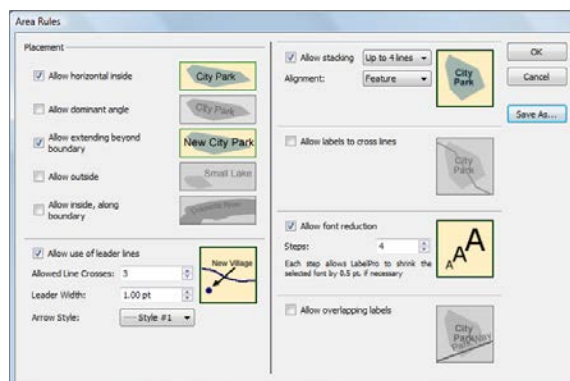 Area Rules
Placement
Allow horizontal inside
City Park
Allow dominant angle
City Park
Allow extending beyond
boundary
New City Park
Allow outside
Small Lake
Allow inside, along
boundary
Allow use of leader lines
New Village
Allowed Line Crosses:
3
Leader Width:
1.00 pt
Arrow Style:
Style #1
Allow stacking
Up to 4 lines
Alignment:
Feature
City
Park
Allow labels to cross lines
City
Park
Allow font reduction
Steps:
4
A A A
Each step allows LabelPro to shrink the
selected font by 0.5 pt. if necessary
Allow overlapping labels
City
Park
OK
Cancel
Save As...